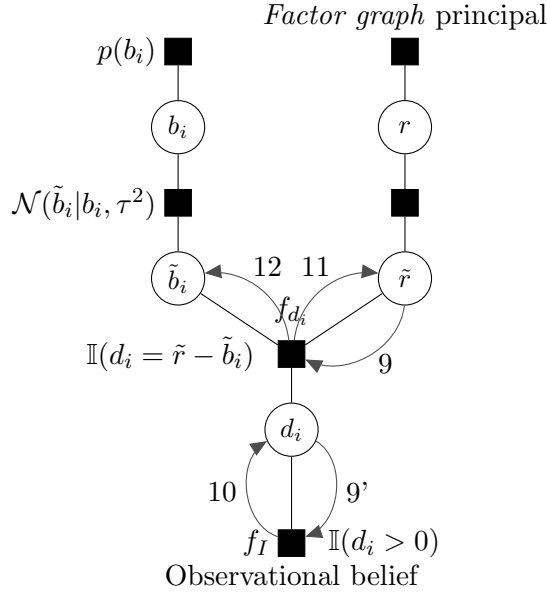 Factor graph principal
p(b_i)
b_i
r
𝒩(b̃_i|b_i, τ²)
12
11
b̃_i
r̃
f_{d_i}
𝕀(d_i = r̃ − b̃_i)
9
d_i
10
9’
f_I
𝕀(d_i > 0)
Observational belief